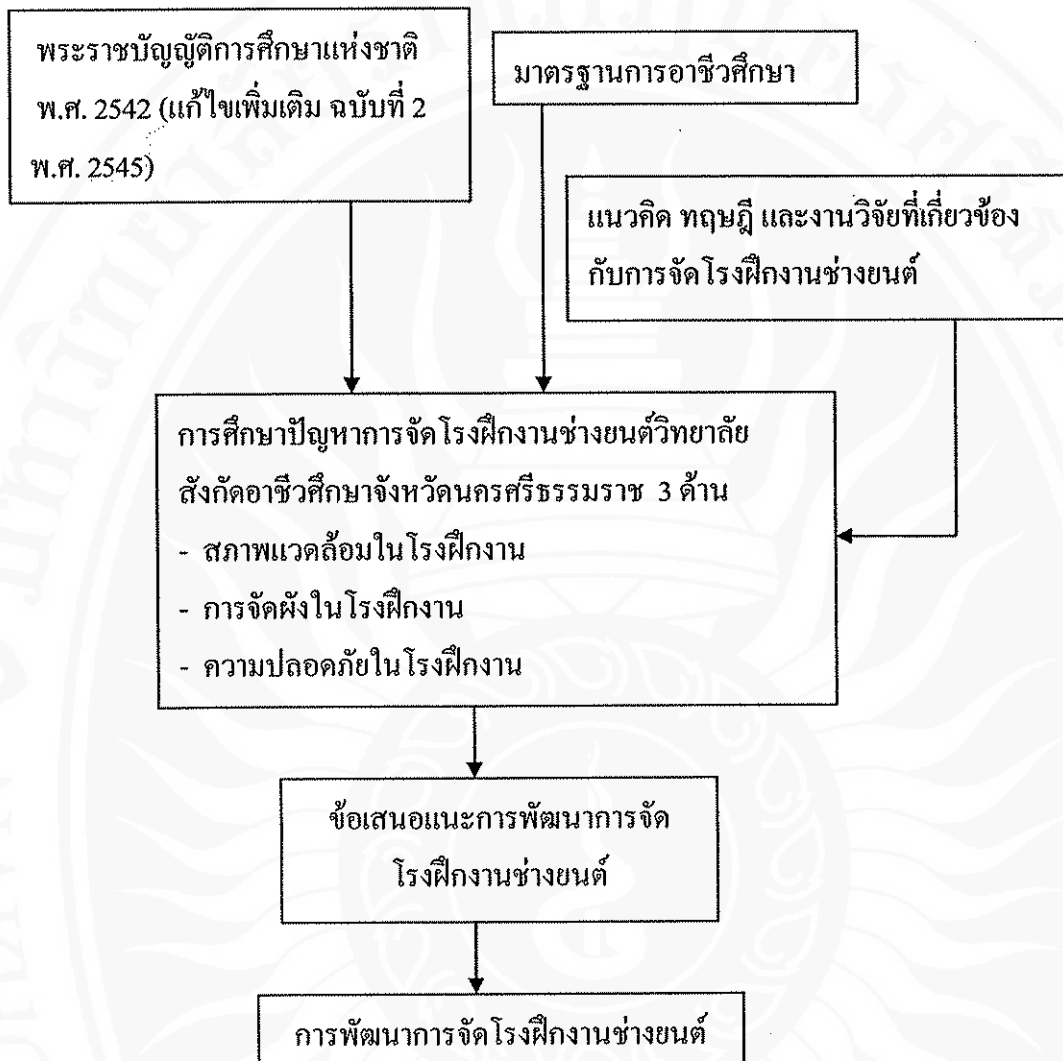 พระราชบัญญัติการศึกษาแห่งชาติ
พ.ศ. 2542 (แก้ไขเพิ่มเติม ฉบับที่ 2
พ.ศ. 2545)
มาตรฐานการอาชีวศึกษา
แนวคิด ทฤษฎี และงานวิจัยที่เกี่ยวข้อง
กับการจัดโรงฝึกงานช่างยนต์
การศึกษาปัญหาการจัดโรงฝึกงานช่างยนต์วิทยาลัย
สังกัดอาชีวศึกษาจังหวัดนครศรีธรรมราช 3 ด้าน
- สภาพแวดล้อมในโรงฝึกงาน
- การจัดผังในโรงฝึกงาน
- ความปลอดภัยในโรงฝึกงาน
ข้อเสนอแนะการพัฒนาการจัด
โรงฝึกงานช่างยนต์
การพัฒนาการจัดโรงฝึกงานช่างยนต์